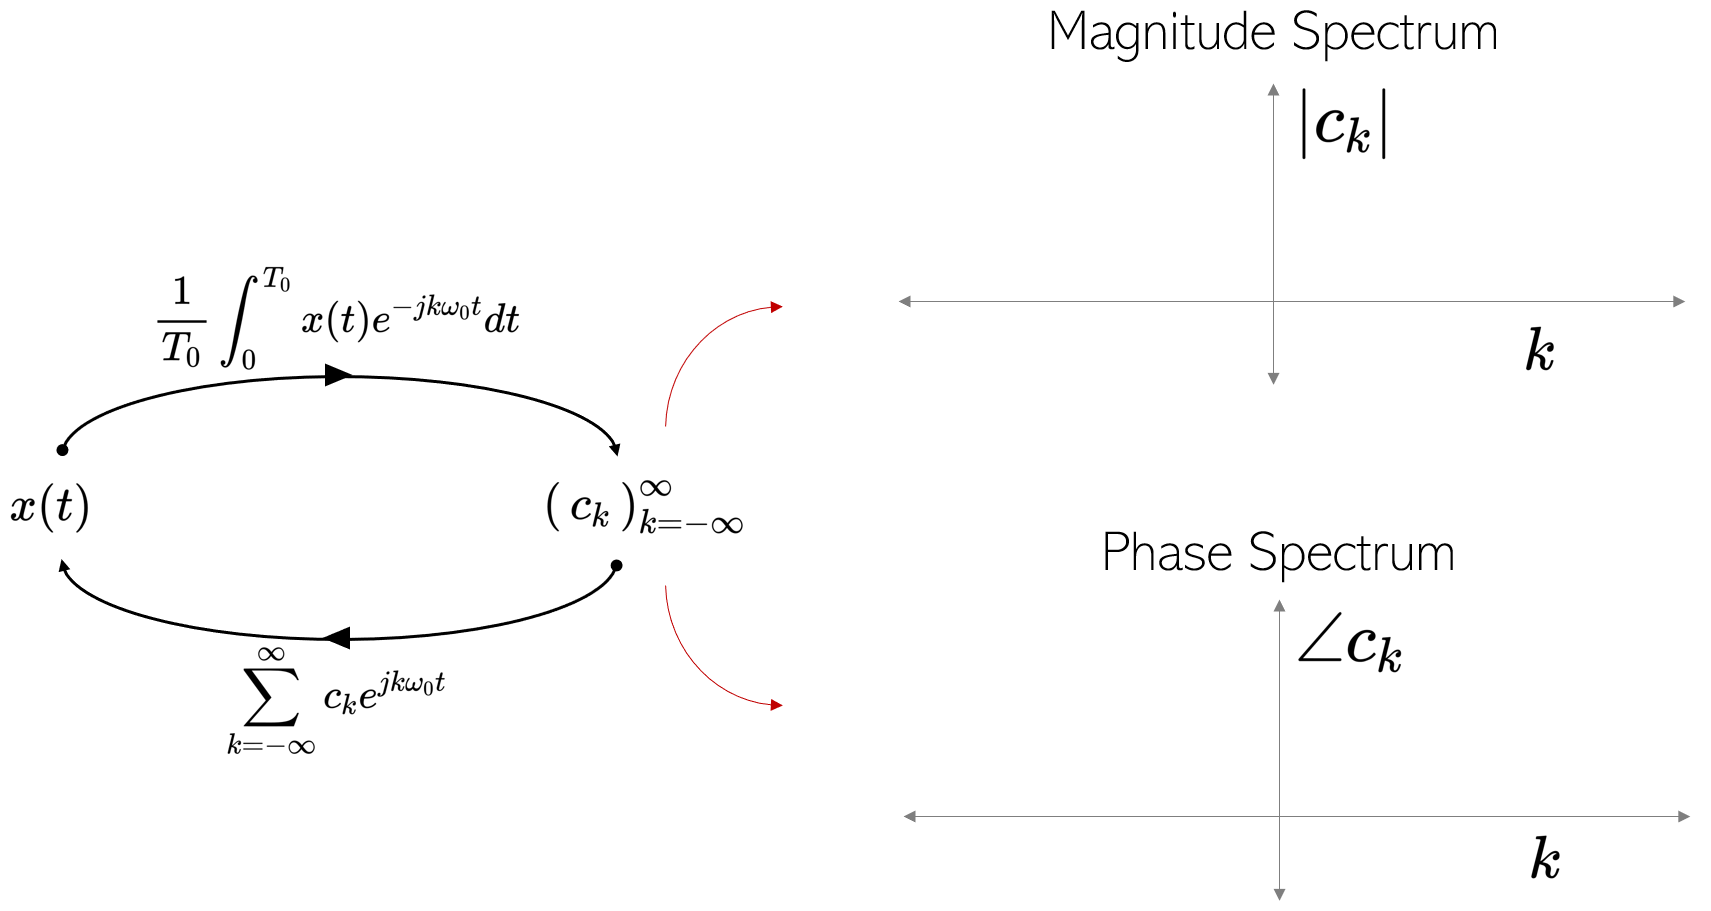 Magnitude Spectrum
|c_k|
k
\frac{1}{T_0} \int_0^{T_0} x(t)e^{-jk\omega_0 t}dt
x(t)
( c_k )_{k=-\infty}^{\infty}
\sum_{k=-\infty}^{\infty} c_k e^{jk\omega_0 t}
Phase Spectrum
∠c_k
k